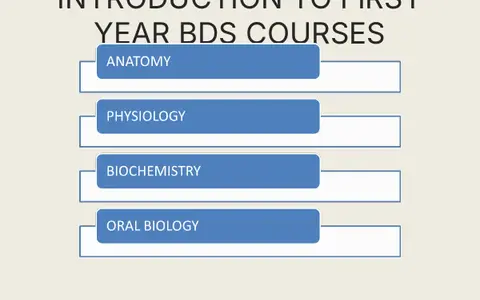 INTRODUCTION TO FIRST
YEAR BDS COURSES
ANATOMY
PHYSIOLOGY
BIOCHEMISTRY
ORAL BIOLOGY